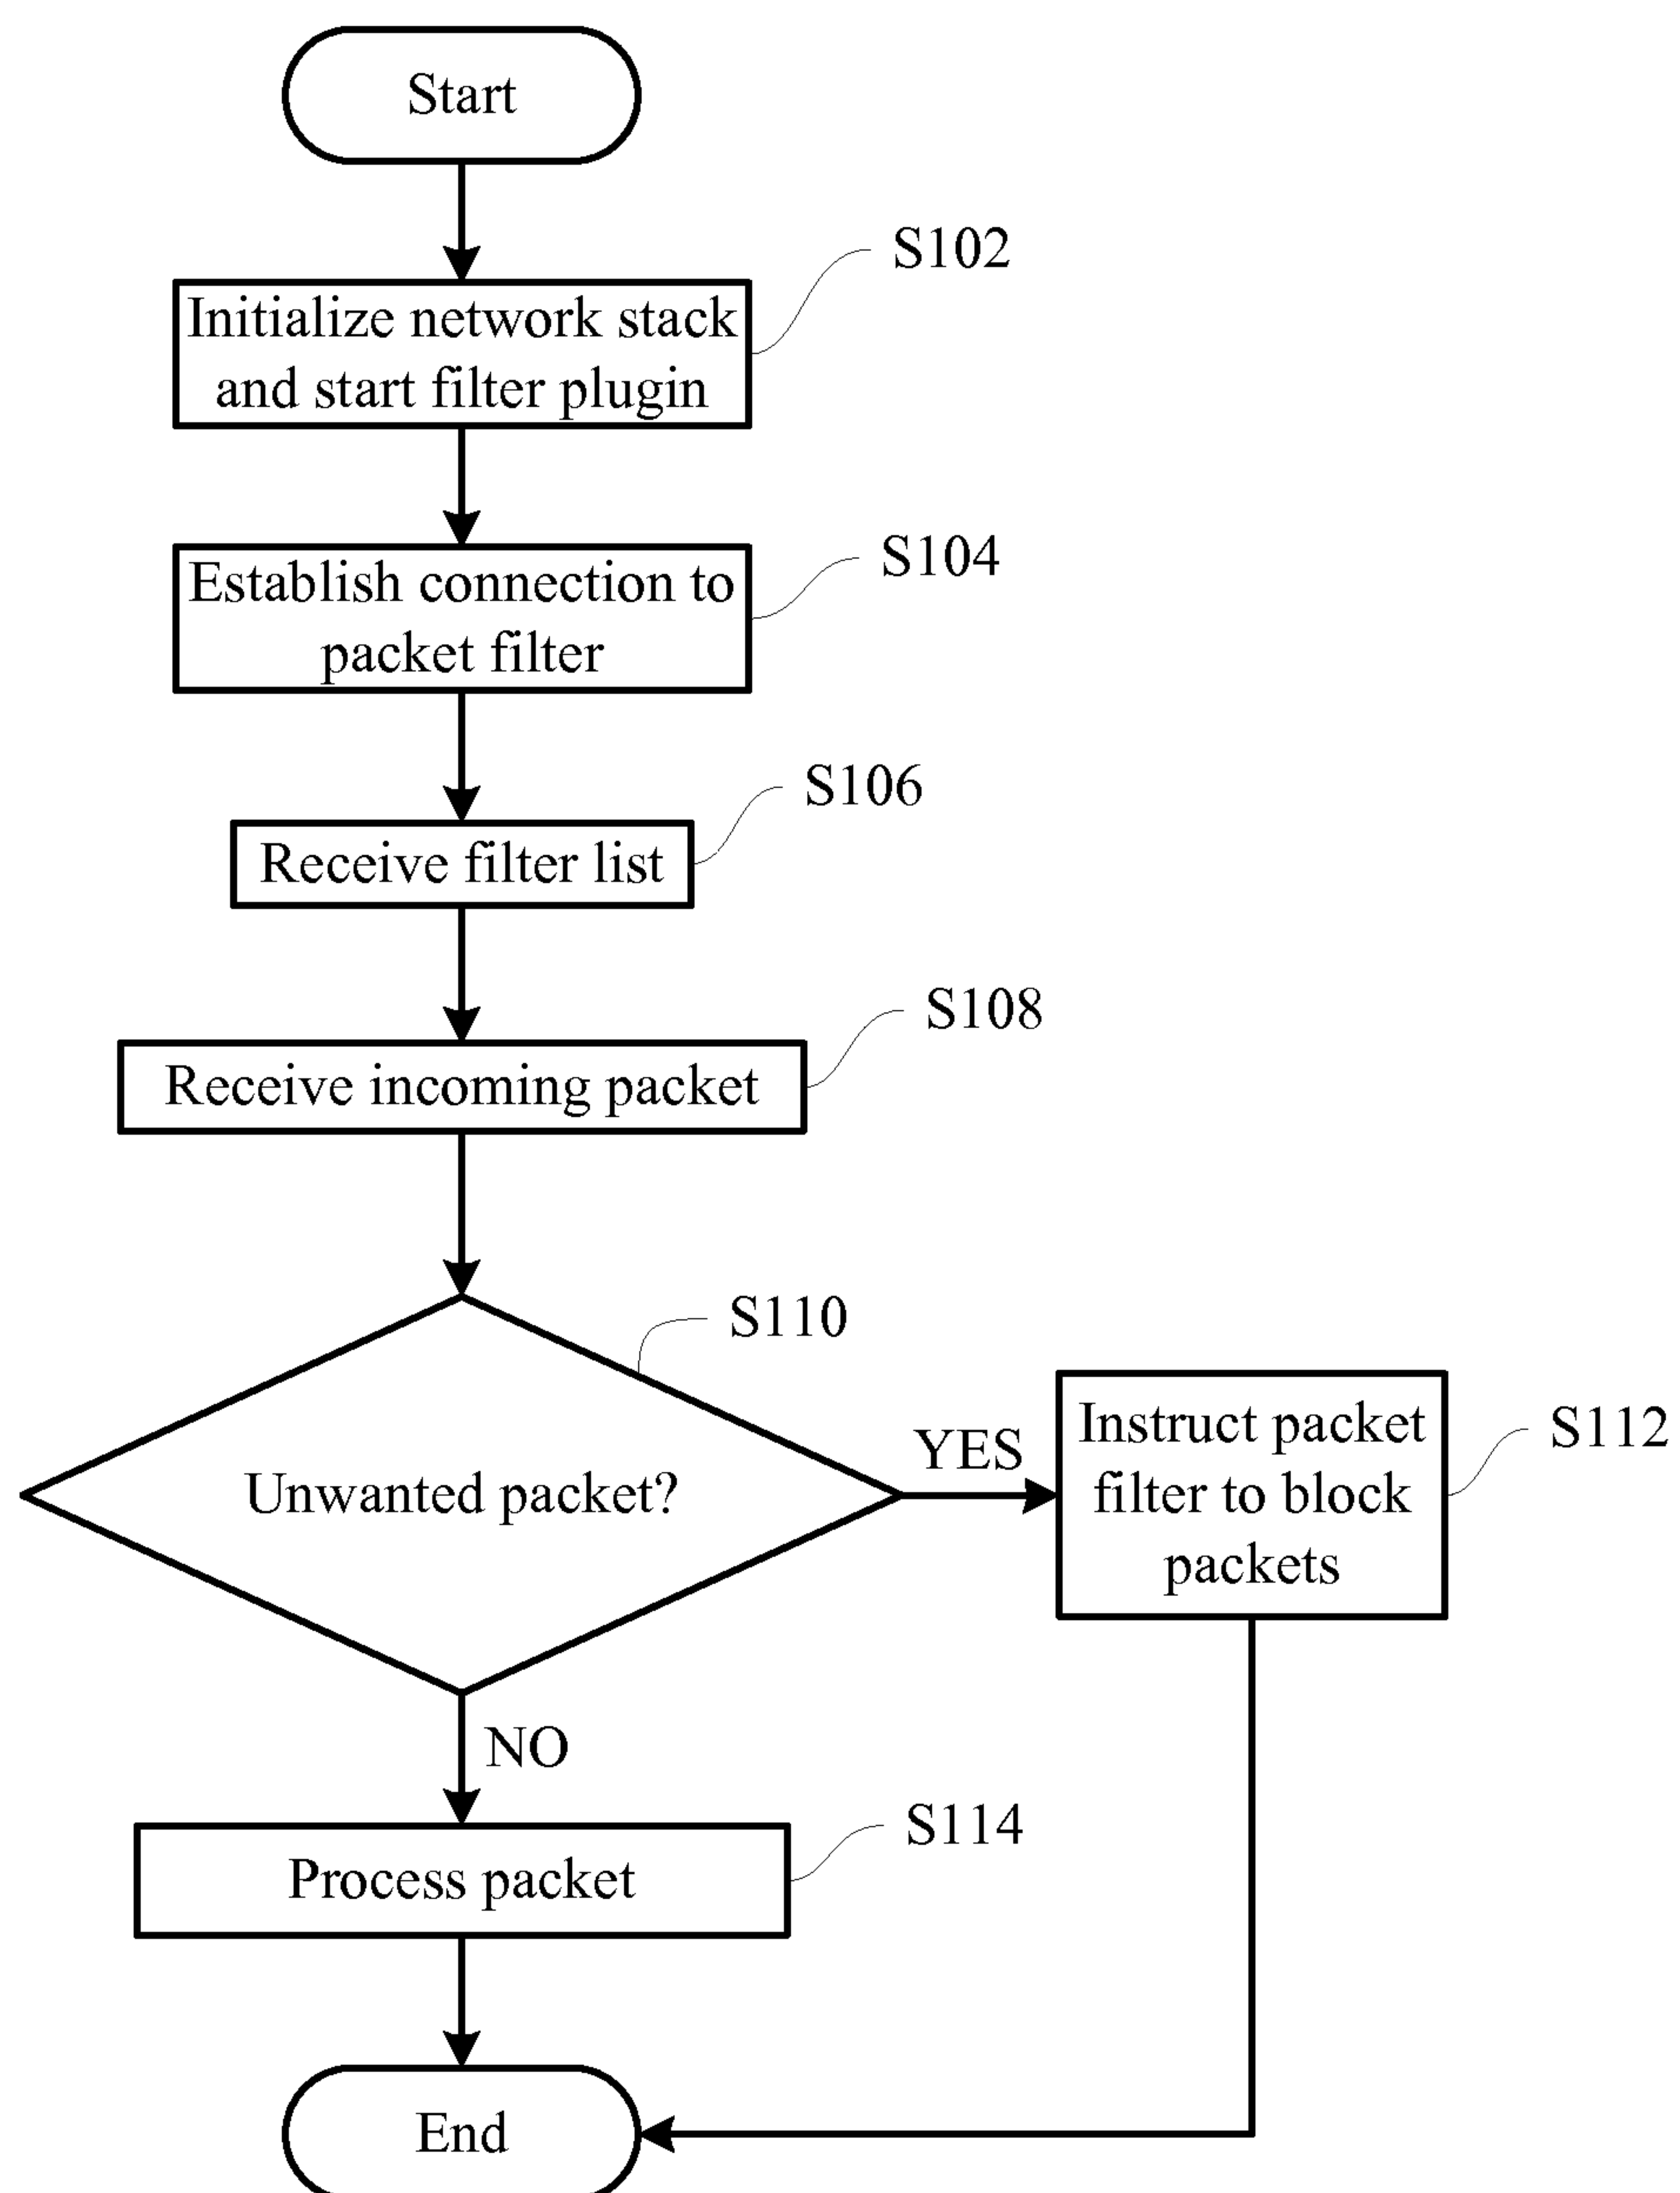 Start
S102
Initialize network stack
and start filter plugin
S104
Establish connection to
packet filter
S106
Receive filter list
S108
Receive incoming packet
S110
Unwanted packet?
YES
Instruct packet
filter to block
packets
S112
NO
S114
Process packet
End